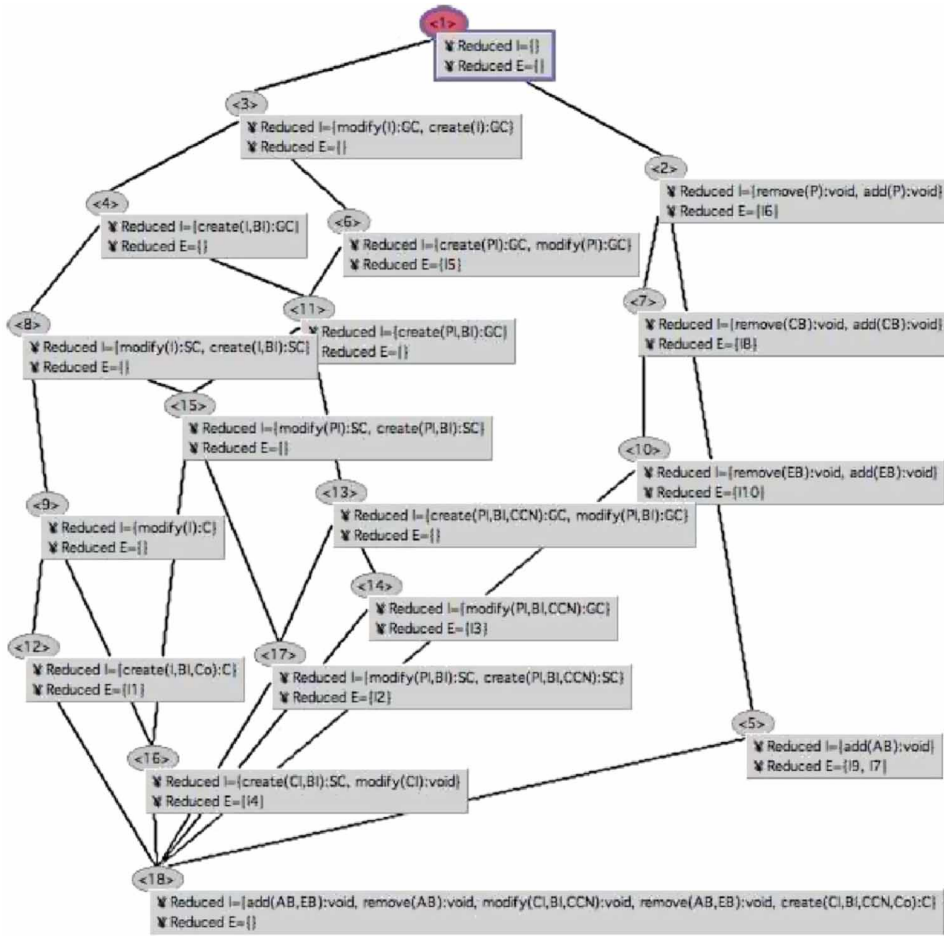 <1>
¥ Reduced I={}
¥ Reduced E={}
<3>
¥ Reduced I={modify(I):GC, create(I):GC}
¥ Reduced E={}
<2>
¥ Reduced I={remove(P):void, add(P):void}
¥ Reduced E={I6}
<4>
¥ Reduced I={create(I,BI):GC}
¥ Reduced E={}
<6>
¥ Reduced I={create(PI):GC, modify(PI):GC}
¥ Reduced E={I5}
<7>
¥ Reduced I={remove(CB):void, add(CB):void}
¥ Reduced E={I8}
<11>
¥ Reduced I={create(PI,BI):GC}
Reduced E={}
<8>
¥ Reduced I={modify(I):SC, create(I,BI):SC}
¥ Reduced E={}
<15>
¥ Reduced I={modify(PI):SC, create(PI,BI):SC}
¥ Reduced E={}
<10>
¥ Reduced I={remove(EB):void, add(EB):void}
¥ Reduced E={I10}
<9>
¥ Reduced I={modify(I):C}
¥ Reduced E={}
<13>
¥ Reduced I={create(PI,BI,CCN):GC, modify(PI,BI):GC}
¥ Reduced E={}
<14>
¥ Reduced I={modify(PI,BI,CCN):GC}
¥ Reduced E={I3}
<12>
¥ Reduced I={create(I,BI,Co):C}
¥ Reduced E={I1}
<17>
¥ Reduced I={modify(PI,BI):SC, create(PI,BI,CCN):SC}
¥ Reduced E={I2}
<5>
¥ Reduced I={add(AB):void}
¥ Reduced E={I9, I7}
<16>
¥ Reduced I={create(CI,BI):SC, modify(CI):void}
¥ Reduced E={I4}
<18>
¥ Reduced I={add(AB,EB):void, remove(AB):void, modify(CI,BI,CCN):void, remove(AB,EB):void, create(CI,BI,CCN,Co):C}
¥ Reduced E={}